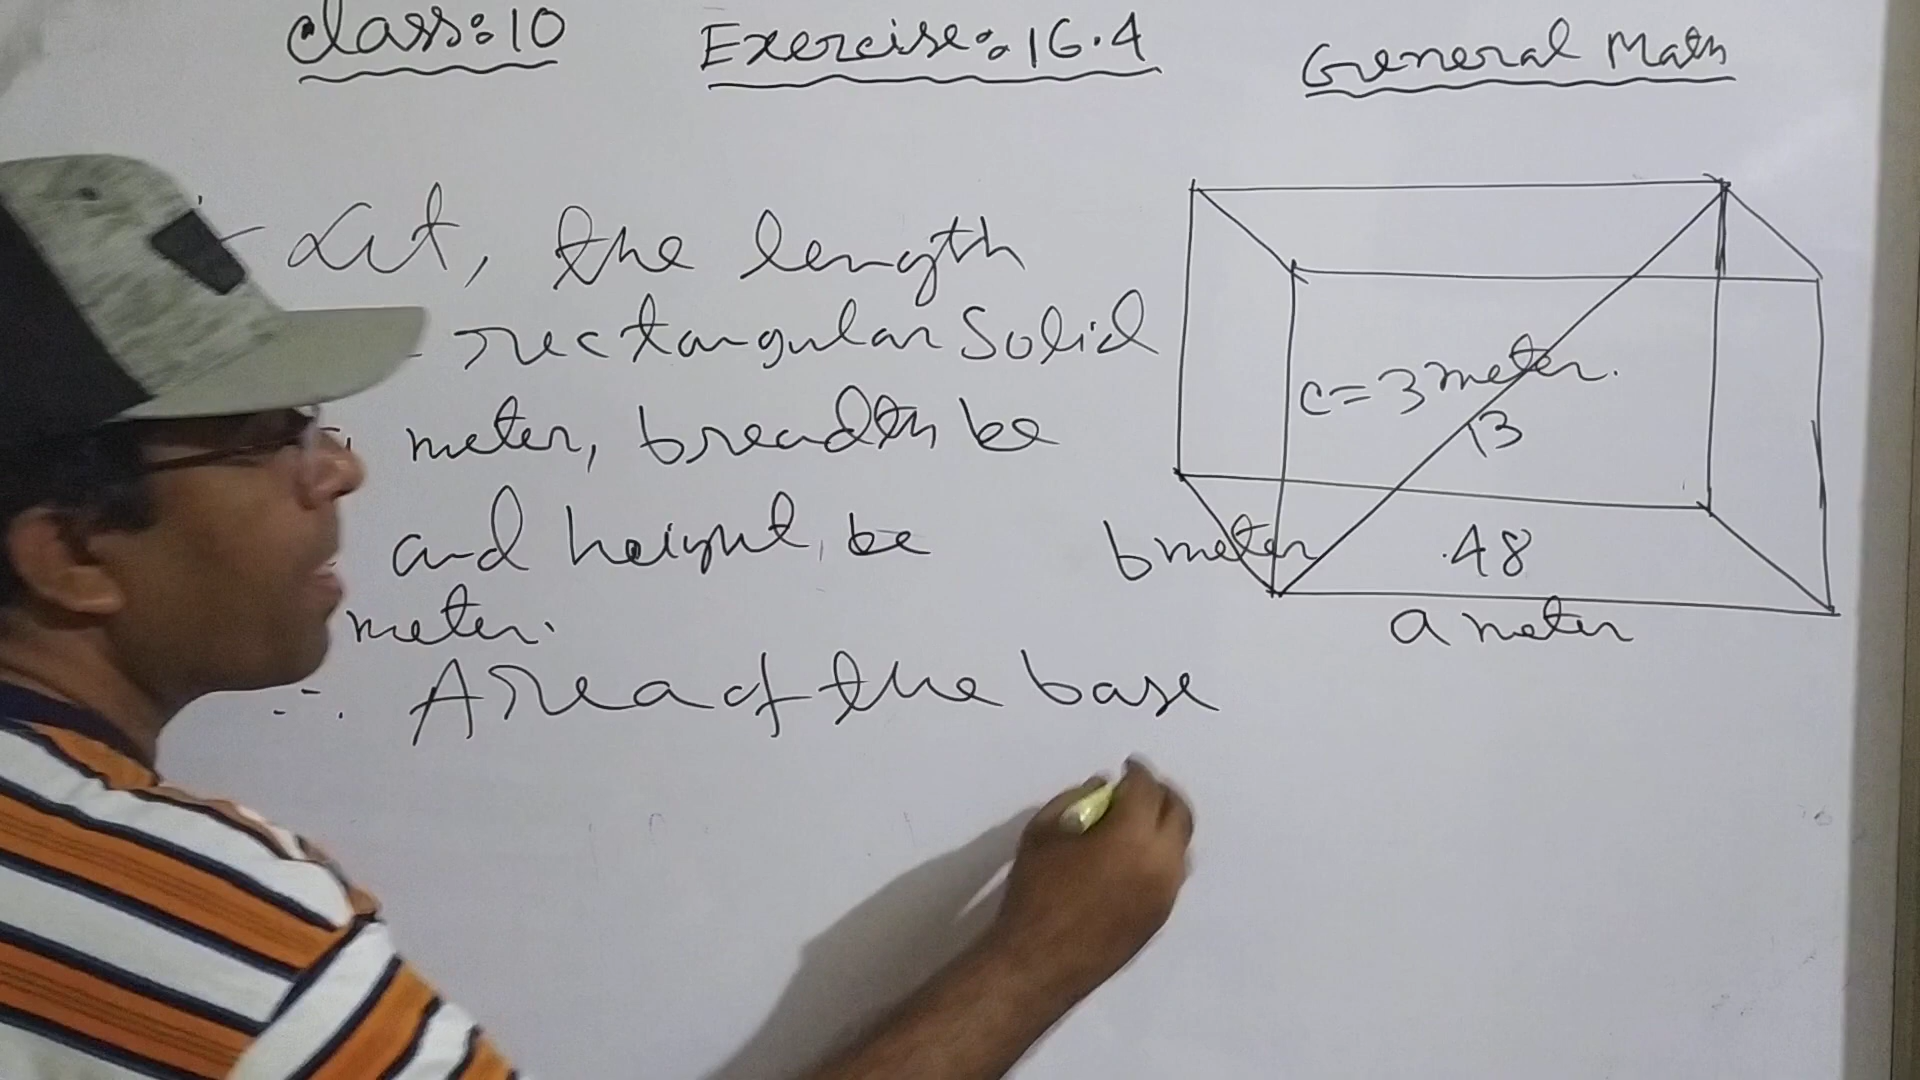 Class: 10 Exercise: 16.4 General Math
Let, the length
rectangular Solid
meter, breadth be
and height be
meter.
∴ Area of the base
c = 3 meter.
13
b meter
48
a meter